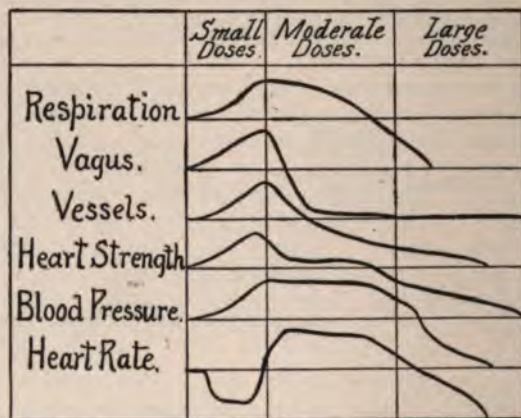 Small Moderate Large
Doses. Doses. Doses.
Respiration
Vagus.
Vessels.
Heart Strength
Blood Pressure.
Heart Rate.